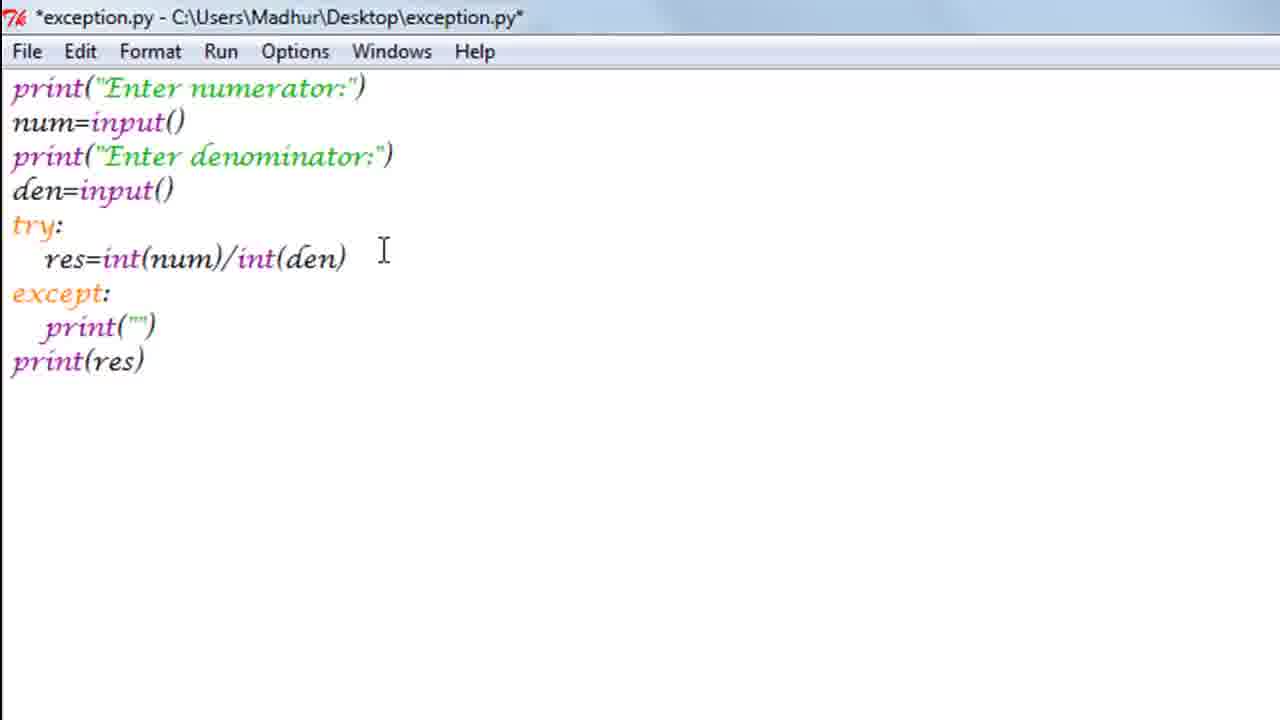 *exception.py - C:\Users\Madhur\Desktop\exception.py*
File Edit Format Run Options Windows Help
print("Enter numerator:")
num=input()
print("Enter denominator:")
den=input()
try:
    res=int(num)/int(den)
except:
    print("")
print(res)